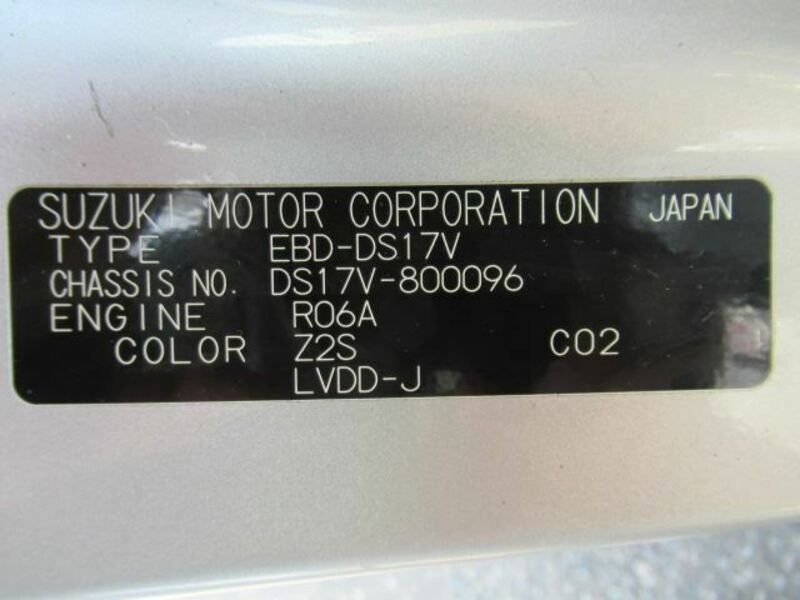 SUZUKI MOTOR CORPORATION JAPAN
TYPE EBD-DS17V
CHASSIS NO. DS17V-800096
ENGINE R06A
COLOR Z2S C02
LVDD-J